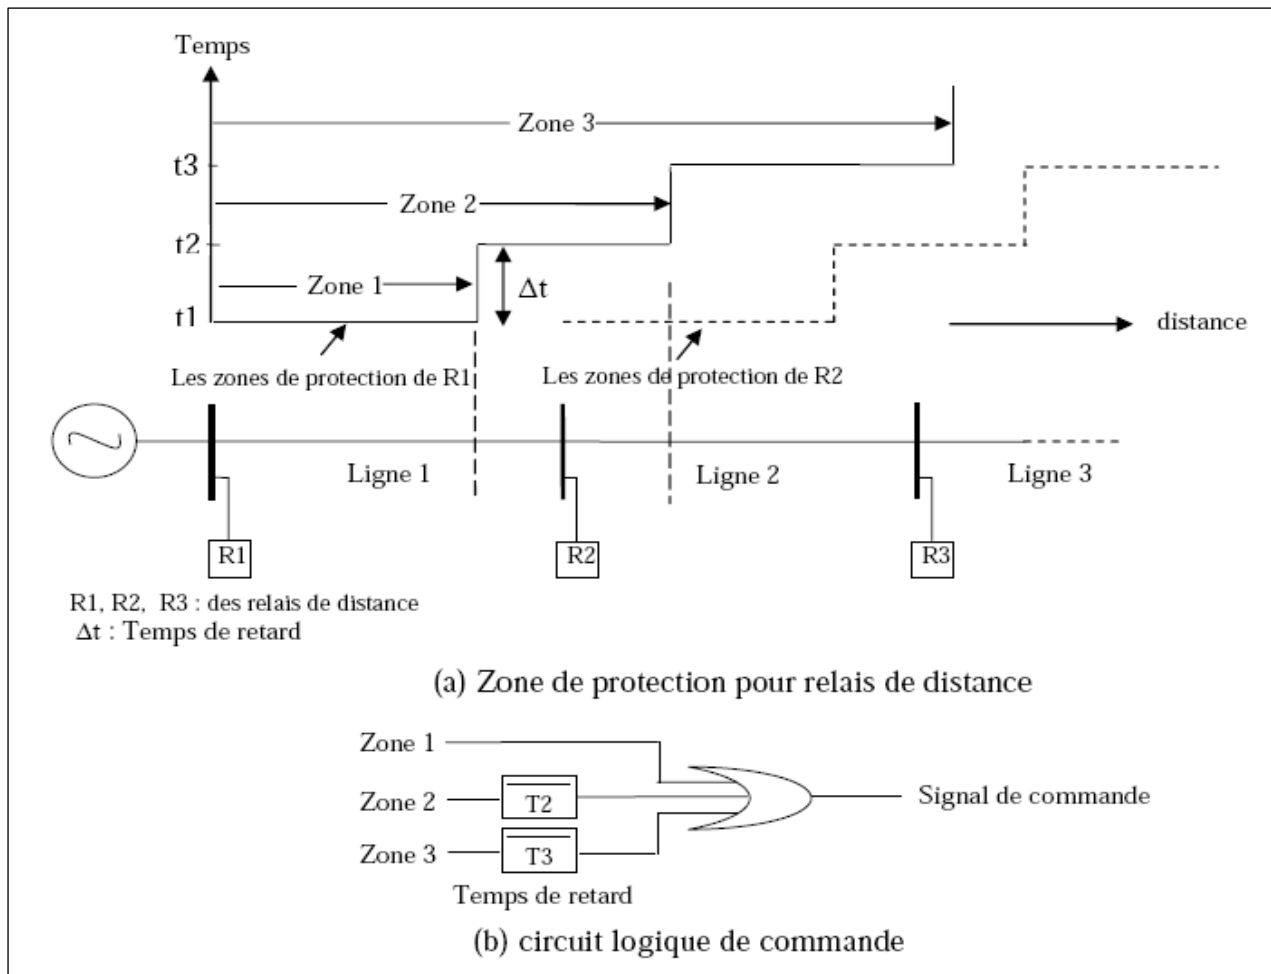 Temps
Zone 3
t3
Zone 2
t2
Zone 1
Δt
t1
distance
Les zones de protection de R1
Les zones de protection de R2
Ligne 1
Ligne 2
Ligne 3
R1
R2
R3
R1, R2, R3 : des relais de distance
Δt : Temps de retard
(a) Zone de protection pour relais de distance
Zone 1
Zone 2
T2
Signal de commande
Zone 3
T3
Temps de retard
(b) circuit logique de commande